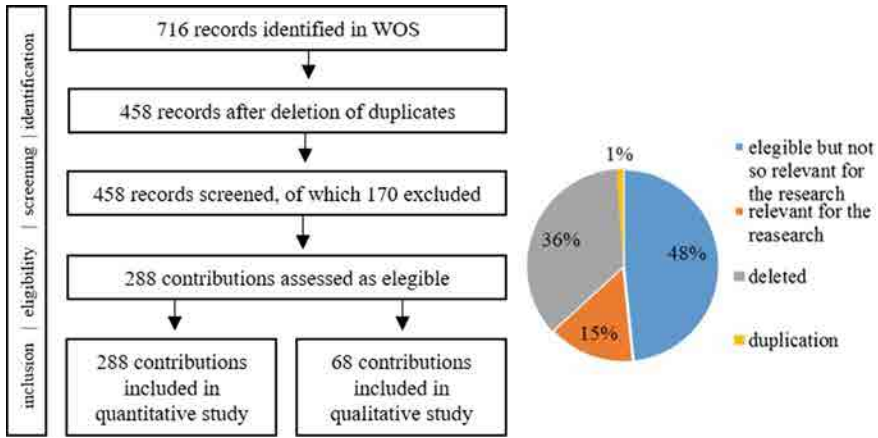 identification
screening |
eligibility |
inclusion |
716 records identified in WOS
458 records after deletion of duplicates
458 records screened, of which 170 excluded
288 contributions assessed as elegible
288 contributions
included in
quantitative study
68 contributions
included in
qualitative study
1%
36%
48%
15%
elegible but not
so relevant for
the research
relevant for the
reasearch
deleted
duplication